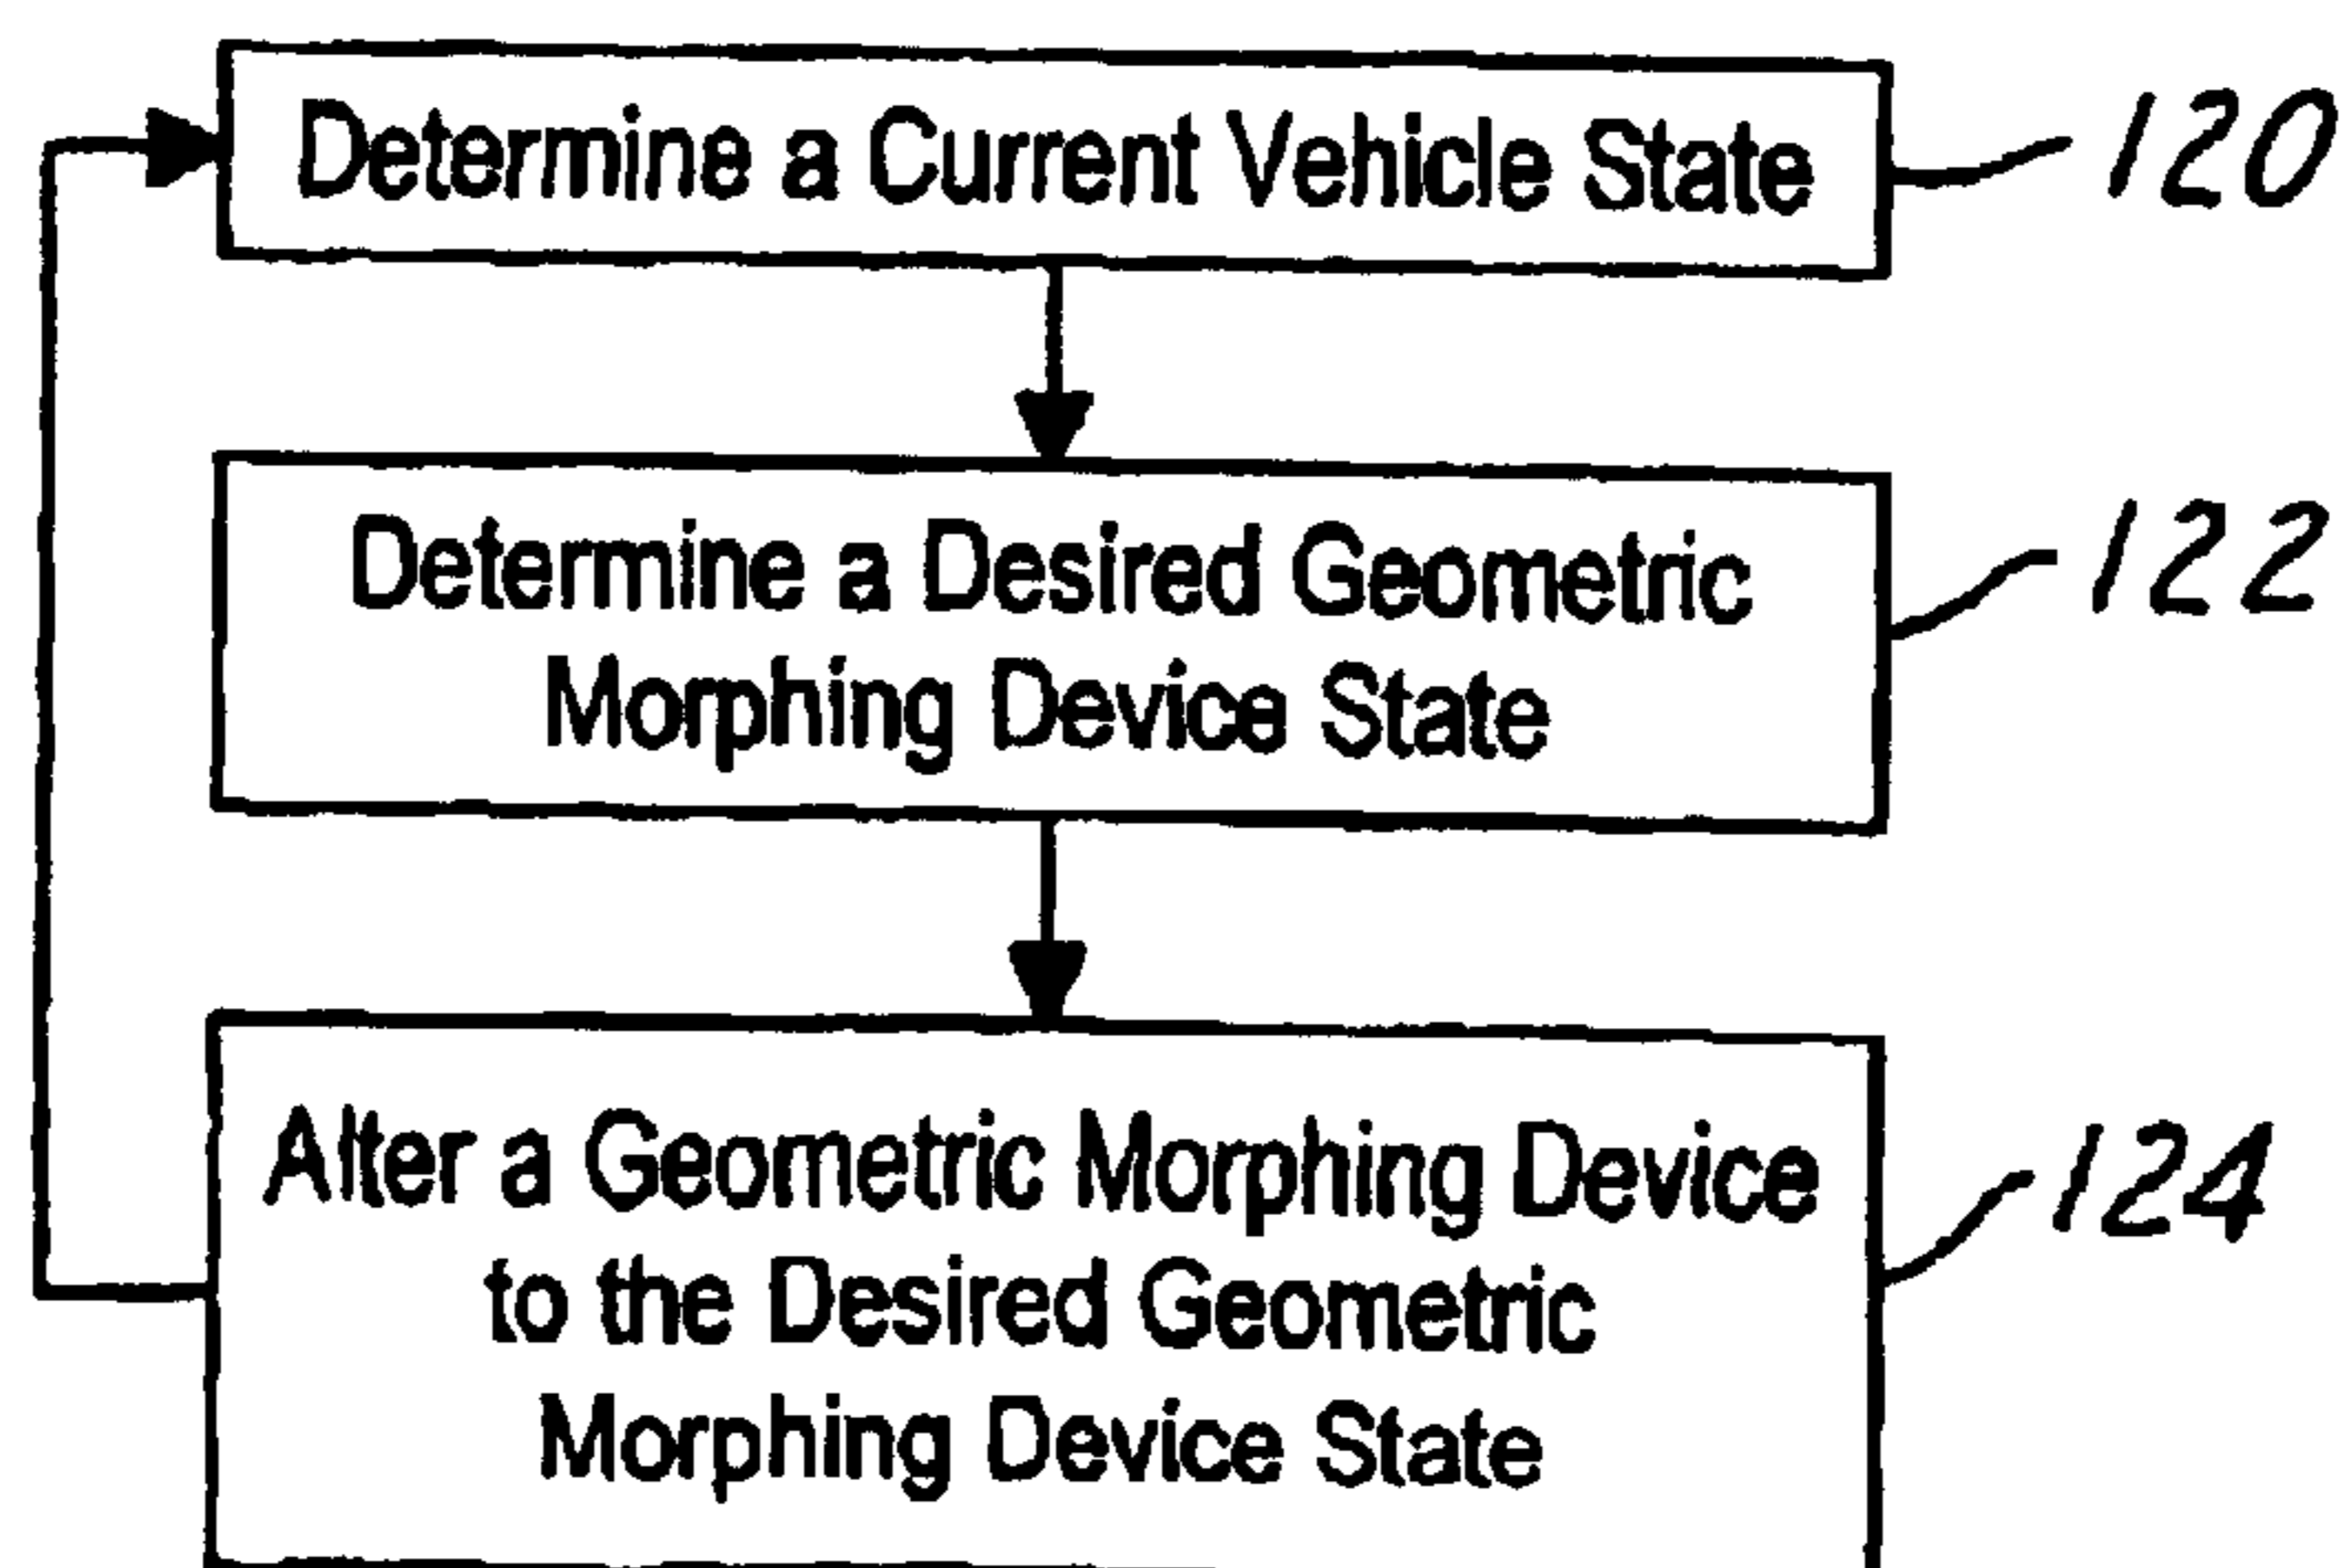 Determine a Current Vehicle State
120
Determine a Desired Geometric
Morphing Device State
122
Alter a Geometric Morphing Device
to the Desired Geometric
Morphing Device State
124